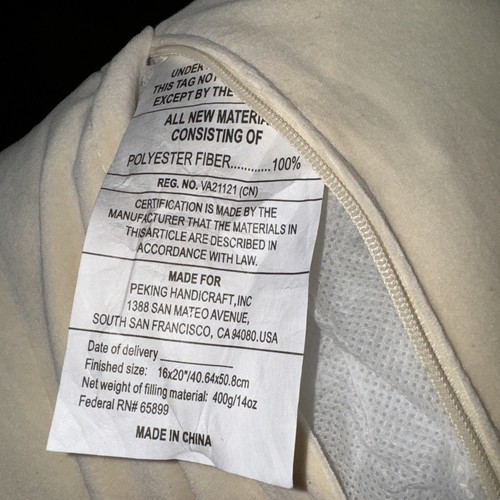 UNDER
THIS TAG NOT
EXCEPT BY THE
ALL NEW MATERIA
CONSISTING OF
POLYESTER FIBER............100%
REG. NO. VA21121 (CN)
CERTIFICATION IS MADE BY THE
MANUFACTURER THAT THE MATERIALS IN
THISARTICLE ARE DESCRIBED IN
ACCORDANCE WITH LAW.
MADE FOR
PEKING HANDICRAFT,INC
1388 SAN MATEO AVENUE,
SOUTH SAN FRANCISCO, CA 94080.USA
Date of delivery ___________
Finished size: 16x20"/40.64x50.8cm
Net weight of filling material: 400g/14oz
Federal RN# 65899
MADE IN CHINA